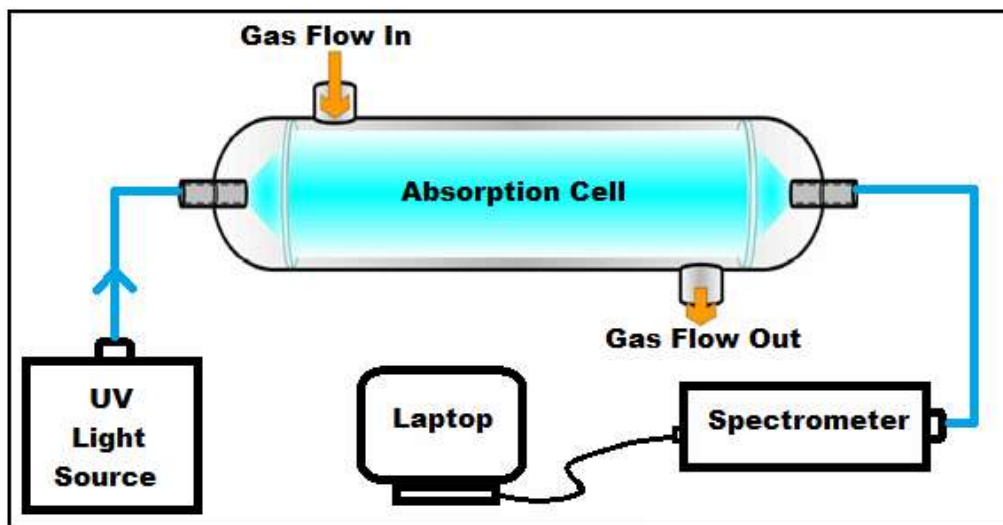 Gas Flow In
Absorption Cell
Gas Flow Out
UV
Light
Source
Laptop
Spectrometer